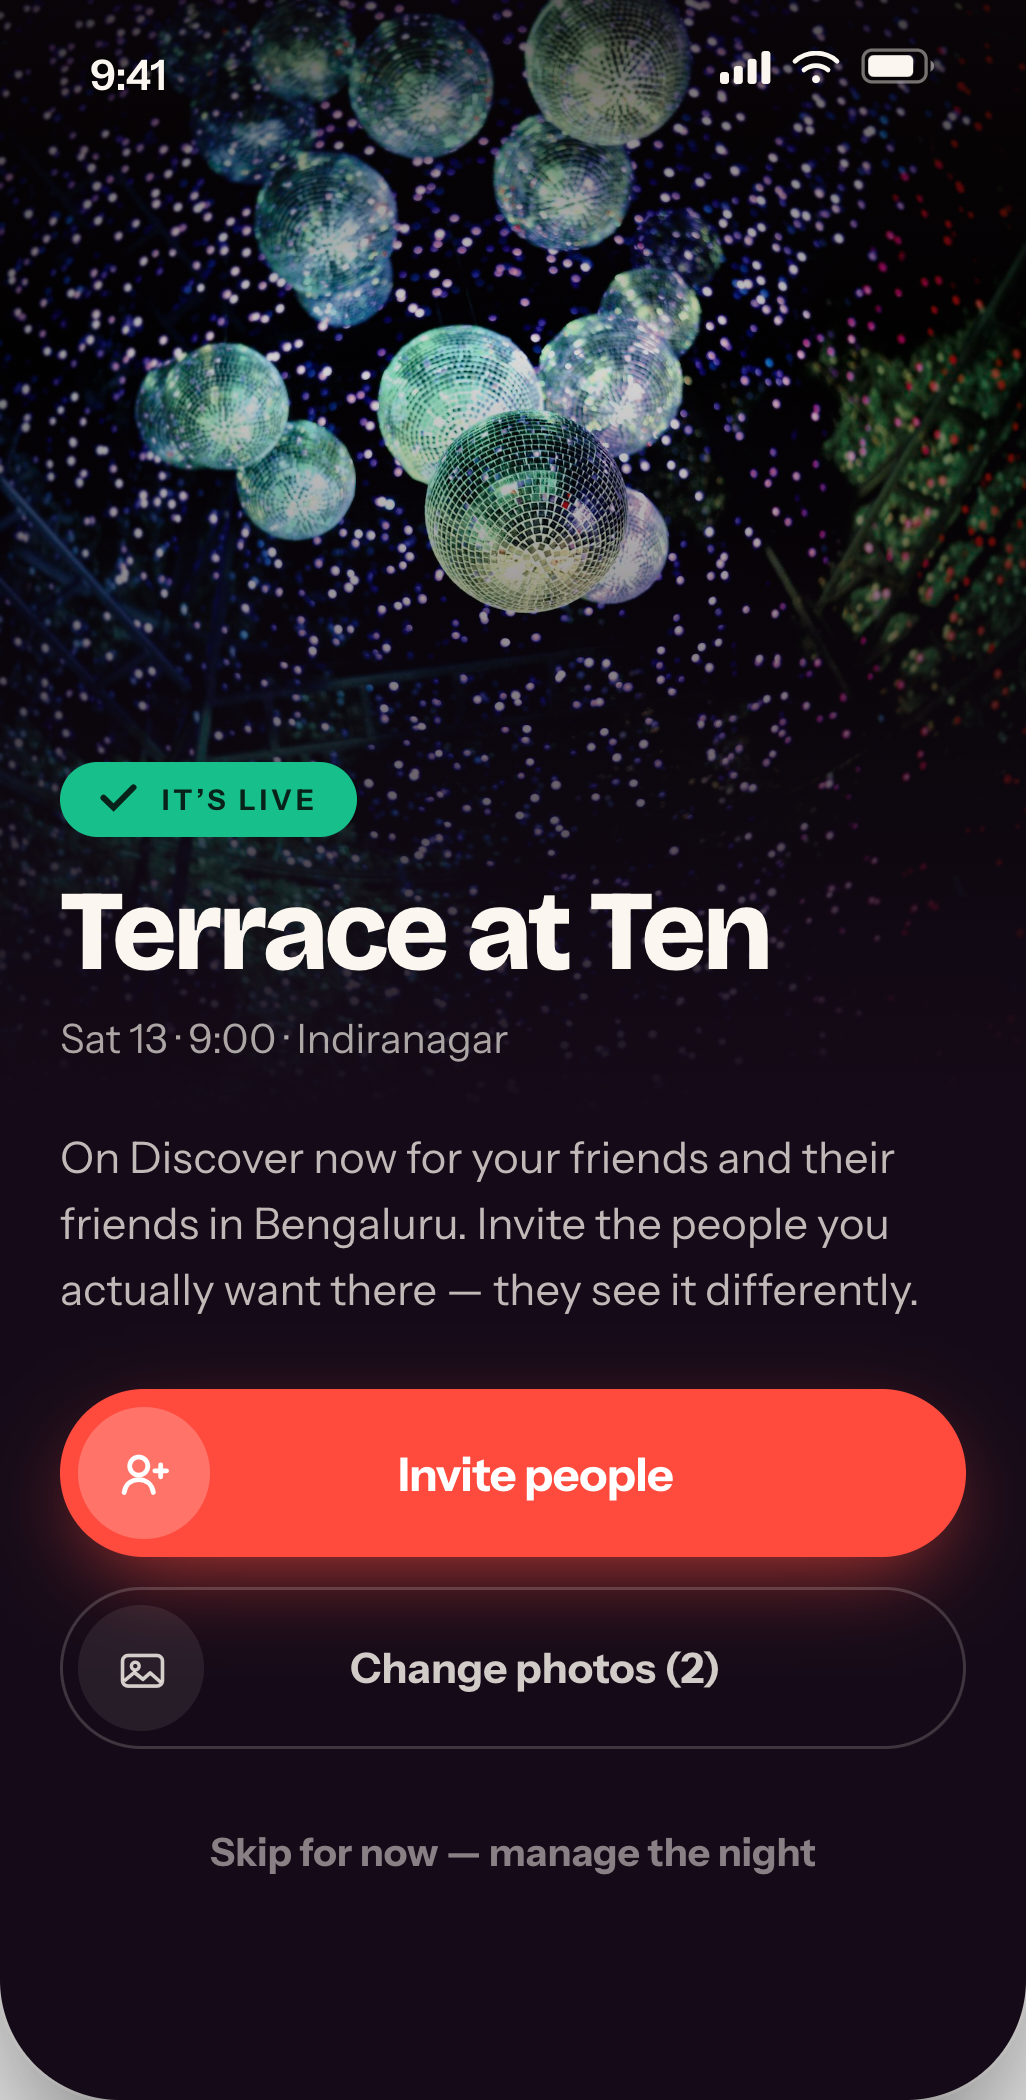 9:41
IT’S LIVE
Terrace at Ten
Sat 13 · 9:00 · Indiranagar
On Discover now for your friends and their
friends in Bengaluru. Invite the people you
actually want there — they see it differently.
Invite people
Change photos (2)
Skip for now — manage the night